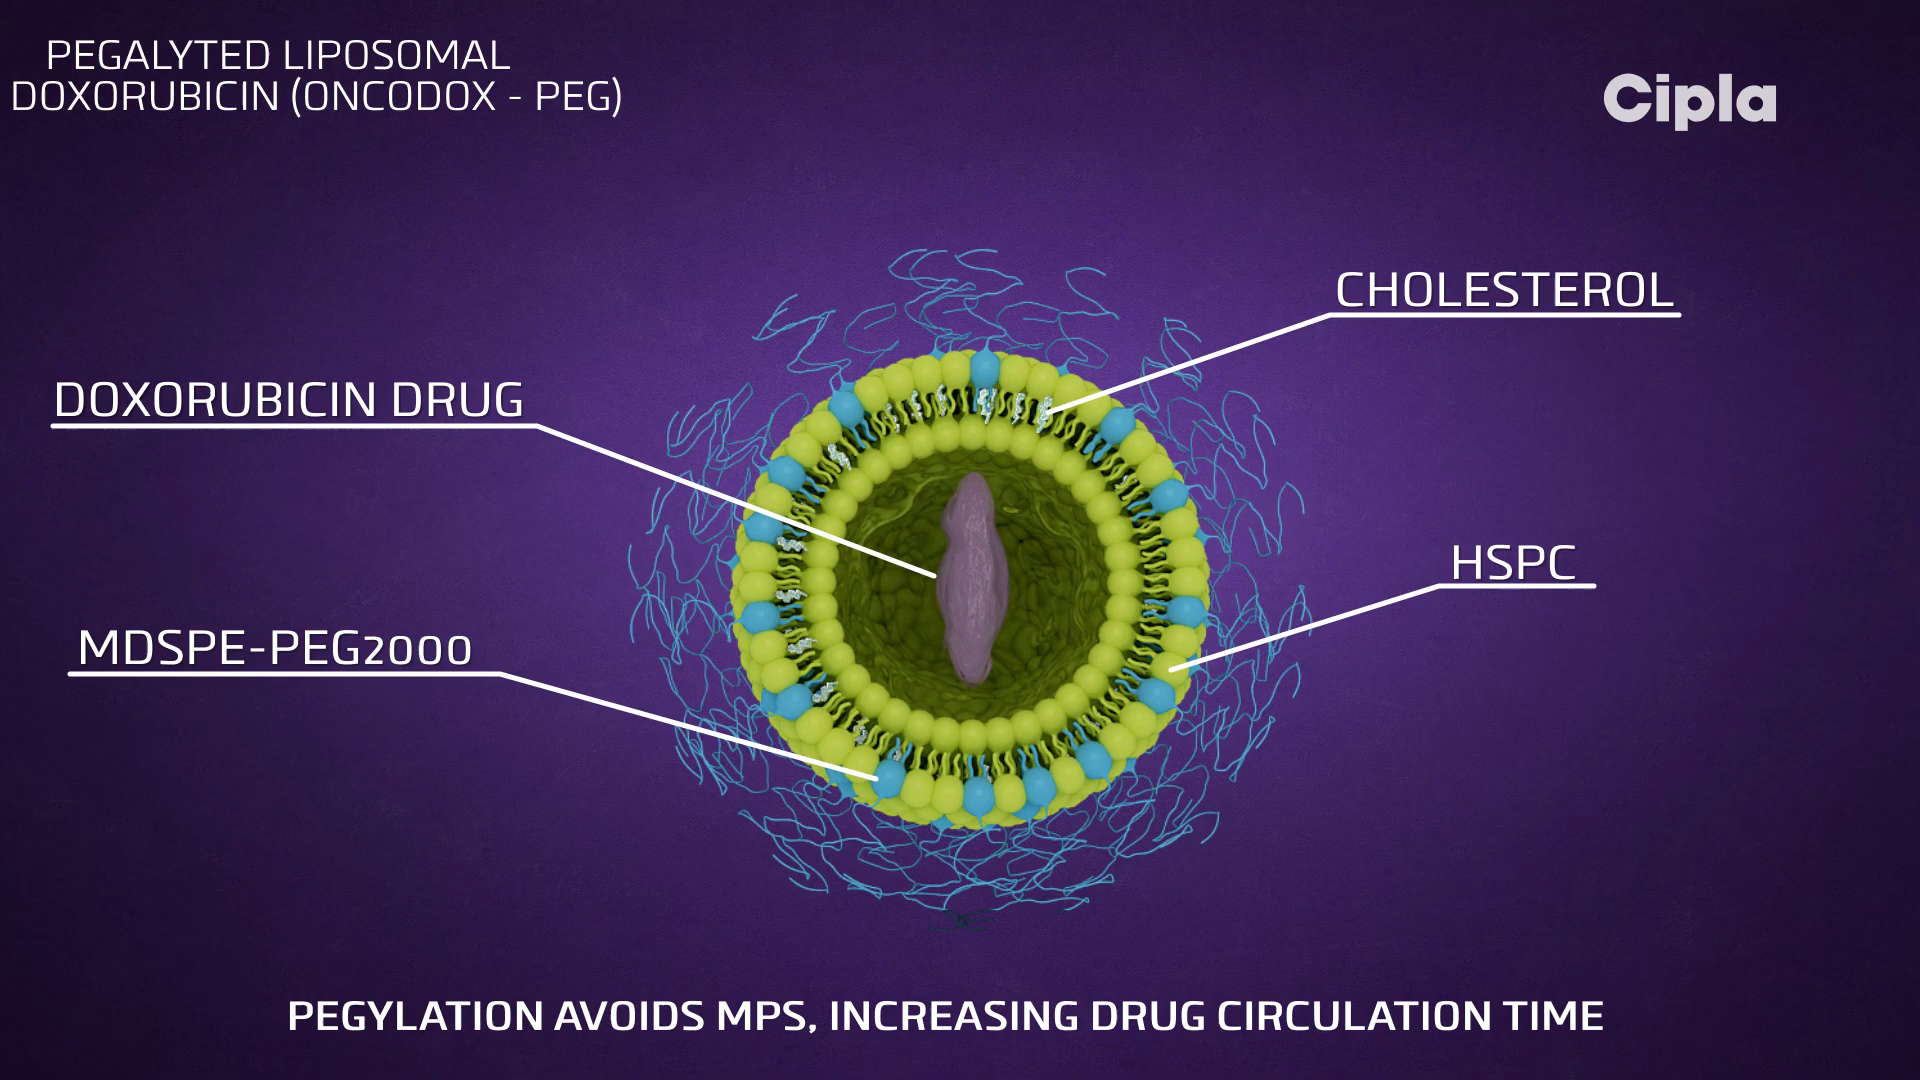 PEGALYTED LIPOSOMAL
DOXORUBICIN (ONCODOX - PEG)
Cipla
CHOLESTEROL
DOXORUBICIN DRUG
HSPC
MDSPE-PEG2000
PEGYLATION AVOIDS MPS, INCREASING DRUG CIRCULATION TIME